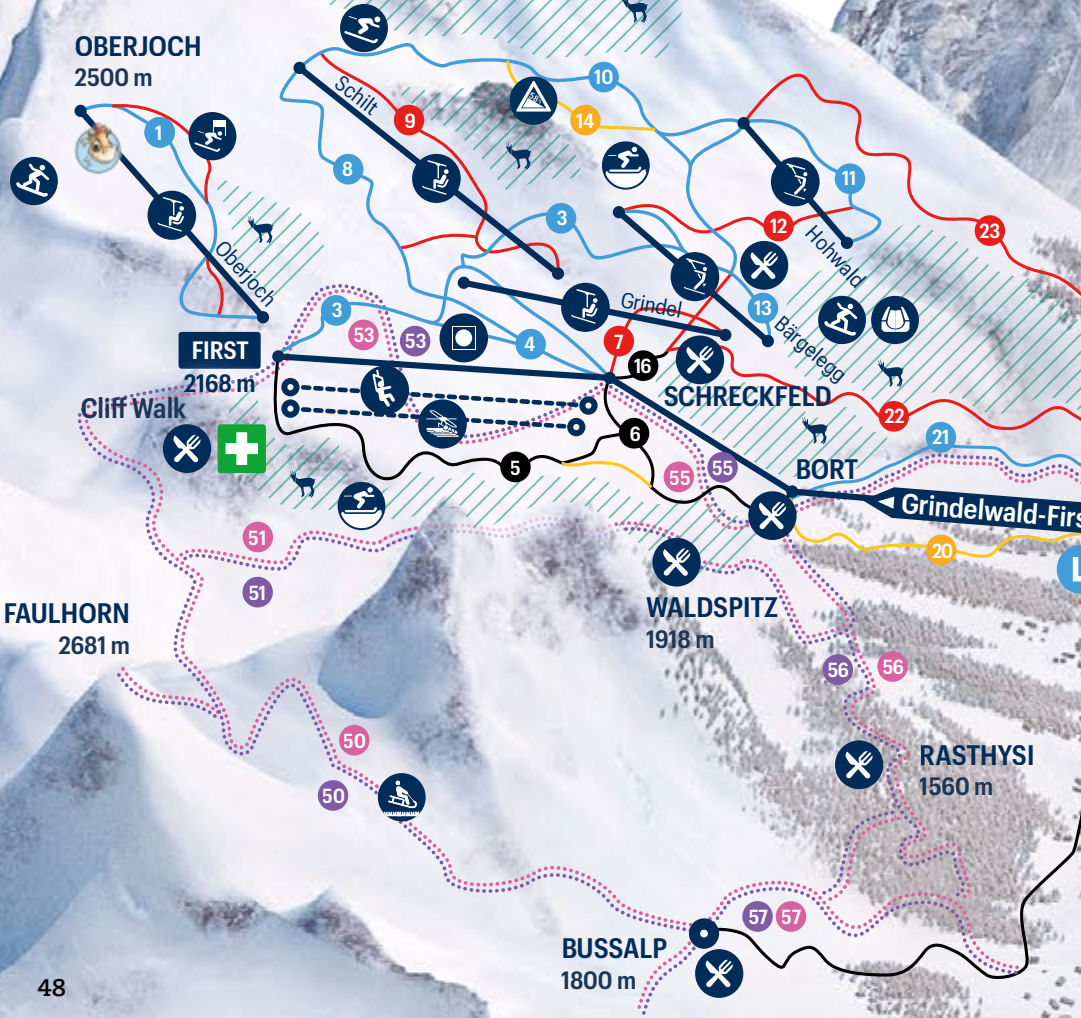 OBERJOCH
2500 m
10
Schilt
9
14
1
8
11
3
12
23
Hohwald
Oberjoch
Grindel
13
3
53
53
4
7
Bärgelegg
FIRST
2168 m
16
SCHRECKFELD
Cliff Walk
22
6
21
5
55
55
BORT
Grindelwald-Firs
51
20
51
L
WALDSPITZ
1918 m
FAULHORN
2681 m
56
56
50
RASTHYSI
1560 m
50
57
57
BUSSALP
1800 m
48